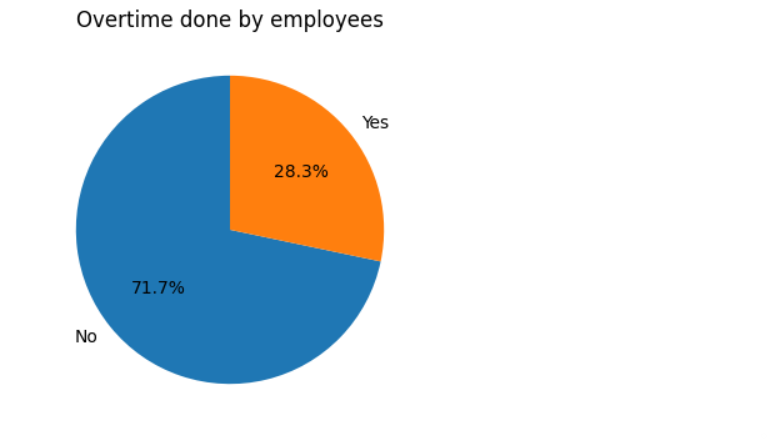 Overtime done by employees
Yes
28.3%
71.7%
No